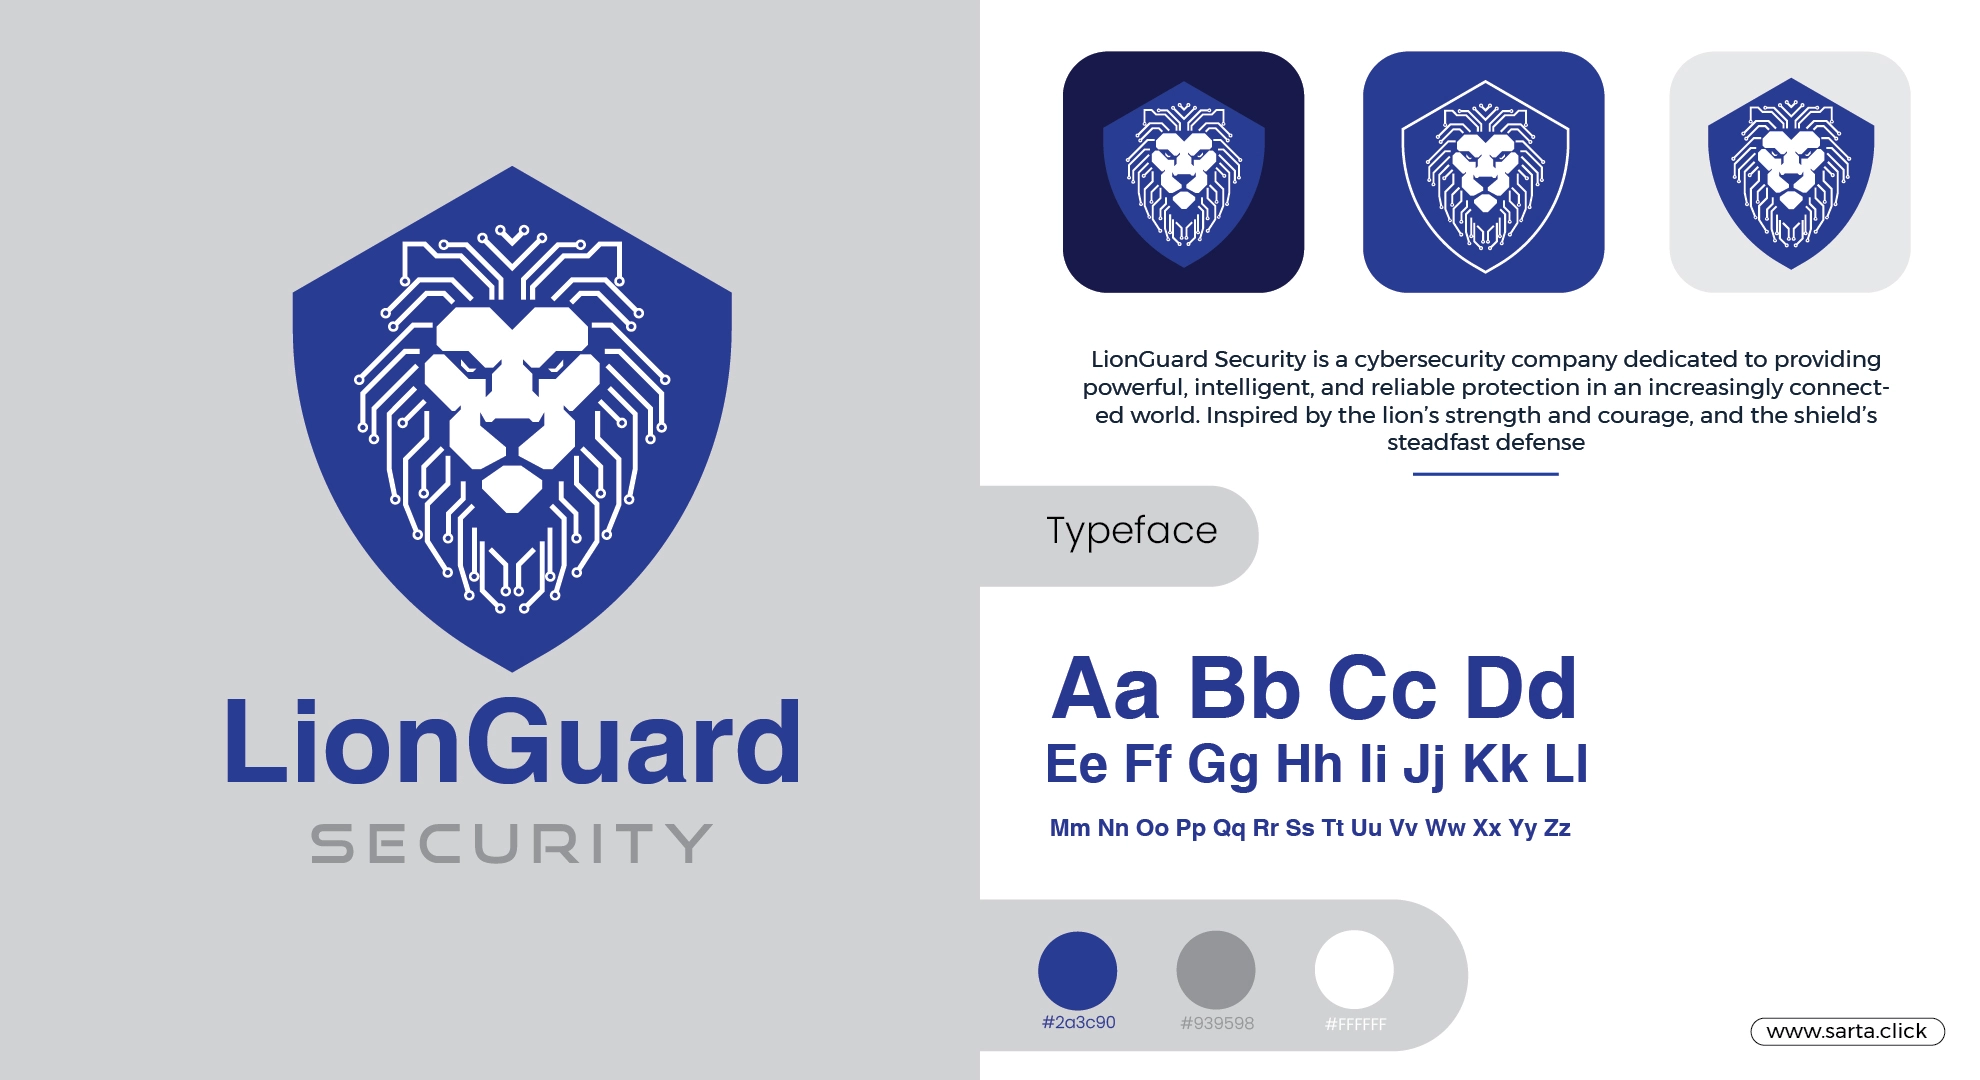 LionGuard
SECURITY
LionGuard Security is a cybersecurity company dedicated to providing
powerful, intelligent, and reliable protection in an increasingly connect-
ed world. Inspired by the lion’s strength and courage, and the shield’s
steadfast defense
Typeface
Aa Bb Cc Dd
Ee Ff Gg Hh Ii Jj Kk Ll
Mm Nn Oo Pp Qq Rr Ss Tt Uu Vv Ww Xx Yy Zz
#2a3c90 #939598 #FFFFFF
www.sarta.click